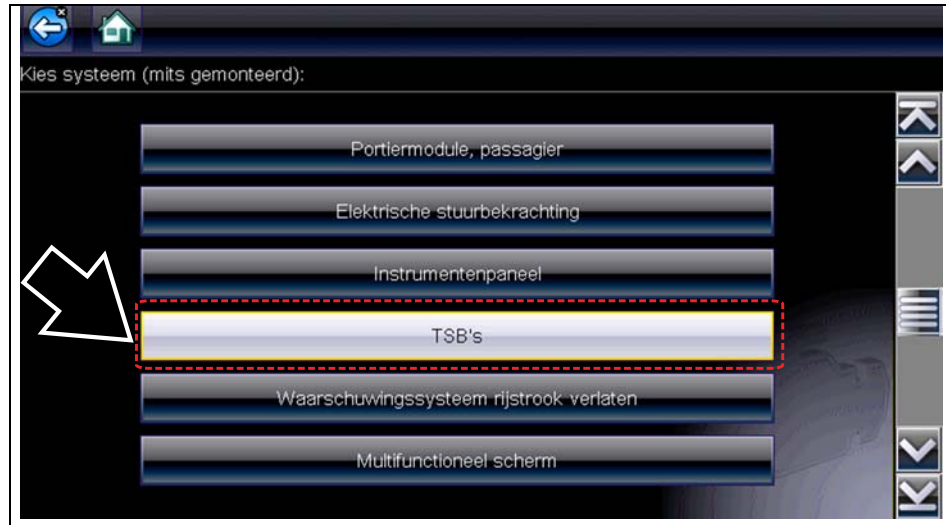 Kies systeem (mits gemonteerd):
Portiermodule, passagier
Elektrische stuurbekrachting
Instrumentenpaneel
TSB's
Waarschuwingssysteem rijstrook verlaten
Multifunctioneel scherm